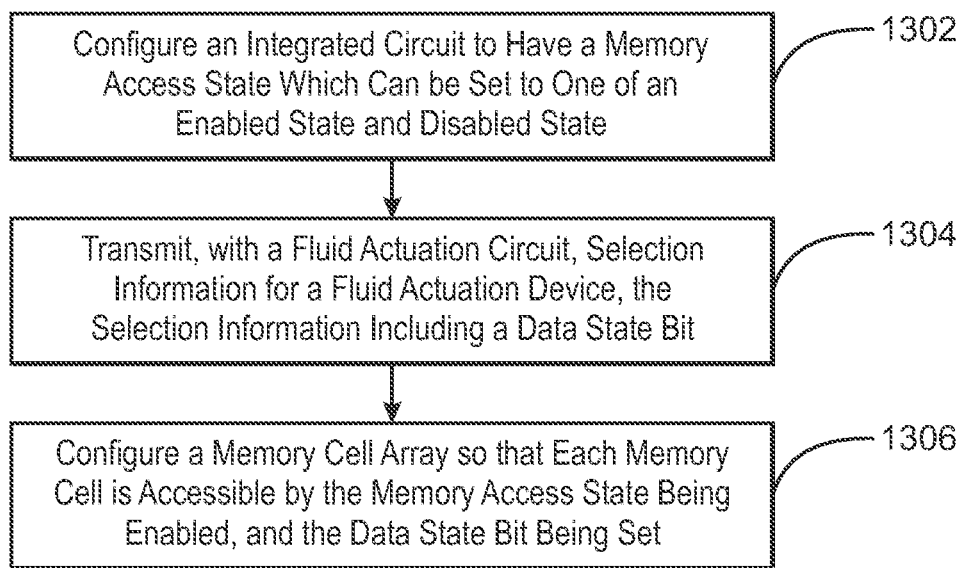 Configure an Integrated Circuit to Have a Memory
Access State Which Can be Set to One of an
Enabled State and Disabled State
1302
Transmit, with a Fluid Actuation Circuit, Selection
Information for a Fluid Actuation Device, the
Selection Information Including a Data State Bit
1304
Configure a Memory Cell Array so that Each Memory
Cell is Accessible by the Memory Access State Being
Enabled, and the Data State Bit Being Set
1306